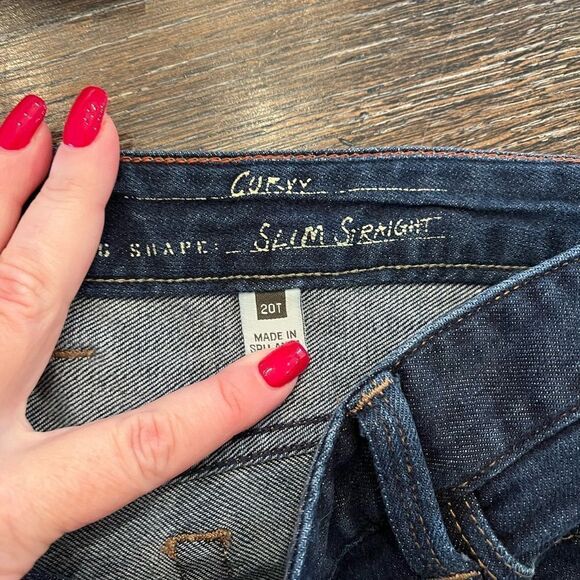 CURVY
G SHAPE: SLIM STRAIGHT
20T
MADE IN